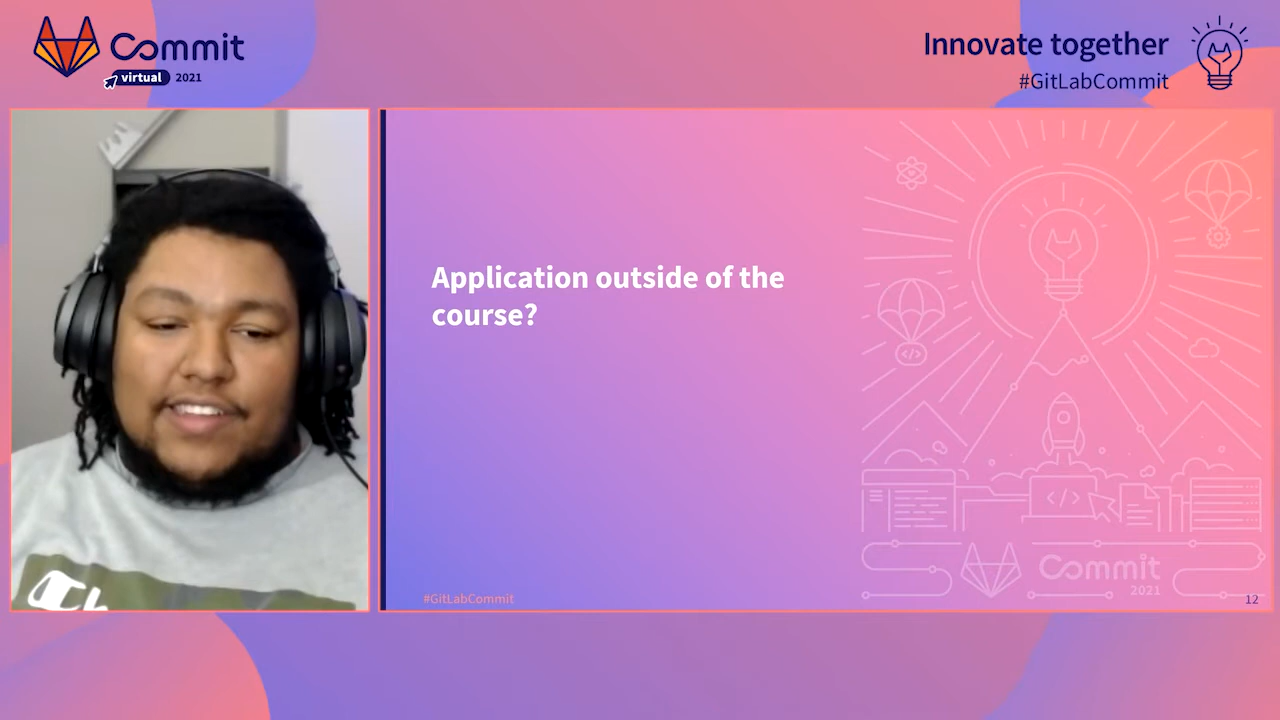 Commit
virtual 2021
Innovate together
#GitLabCommit
Application outside of the
course?
</>
</>
Commit
2021
#GitLabCommit
12